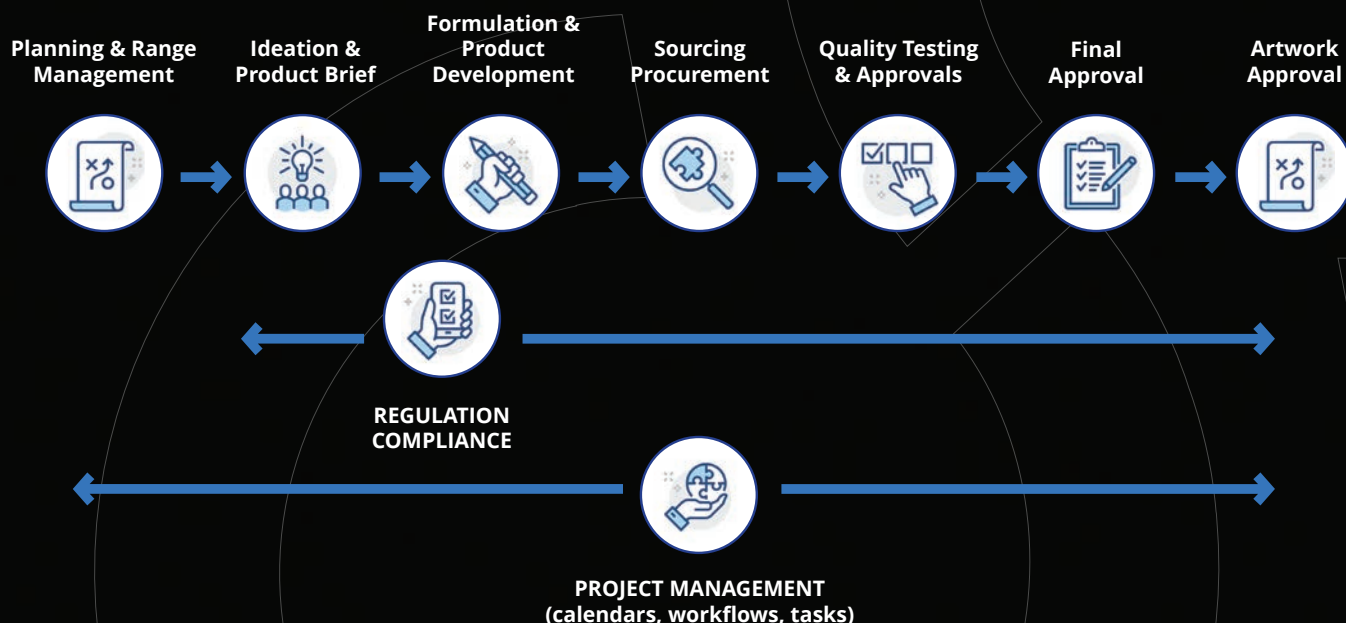 Planning & Range
Management
Ideation &
Product Brief
Formulation &
Product
Development
Sourcing
Procurement
Quality Testing
& Approvals
Final
Approval
Artwork
Approval
REGULATION
COMPLIANCE
PROJECT MANAGEMENT
(calendars, workflows, tasks)